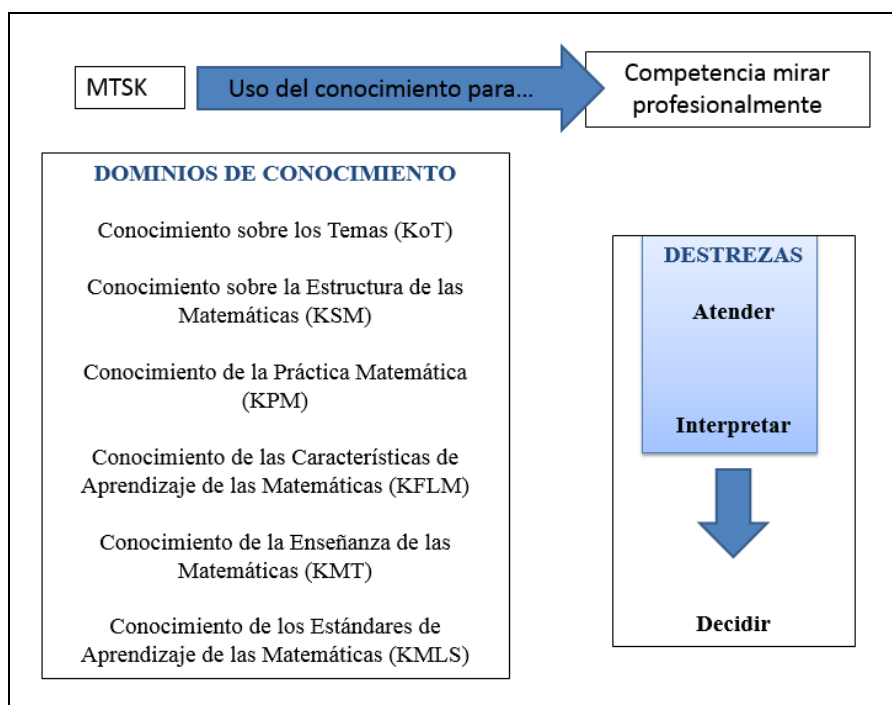 MTSK
Uso del conocimiento para...
Competencia mirar
profesionalmente
DOMINIOS DE CONOCIMIENTO
Conocimiento sobre los Temas (KoT)
Conocimiento sobre la Estructura de las
Matemáticas (KSM)
Conocimiento de la Práctica Matemática
(KPM)
Conocimiento de las Características de
Aprendizaje de las Matemáticas (KFLM)
Conocimiento de la Enseñanza de las
Matemáticas (KMT)
Conocimiento de los Estándares de
Aprendizaje de las Matemáticas (KMLS)
DESTREZAS
Atender
Interpretar
Decidir